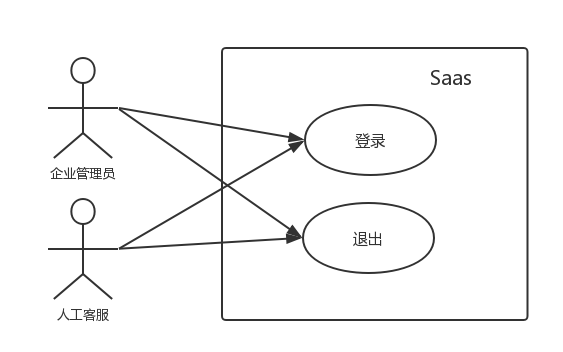 Saas
登录
企业管理员
退出
人工客服